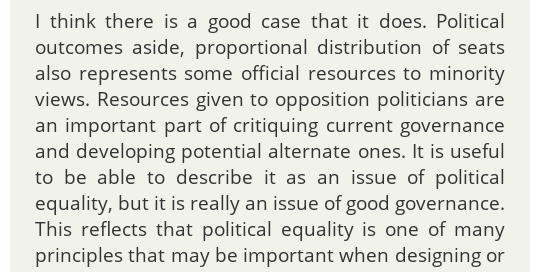 I think there is a good case that it does. Political
outcomes aside, proportional distribution of seats
also represents some official resources to minority
views. Resources given to opposition politicians are
an important part of critiquing current governance
and developing potential alternate ones. It is useful
to be able to describe it as an issue of political
equality, but it is really an issue of good governance.
This reflects that political equality is one of many
principles that may be important when designing or